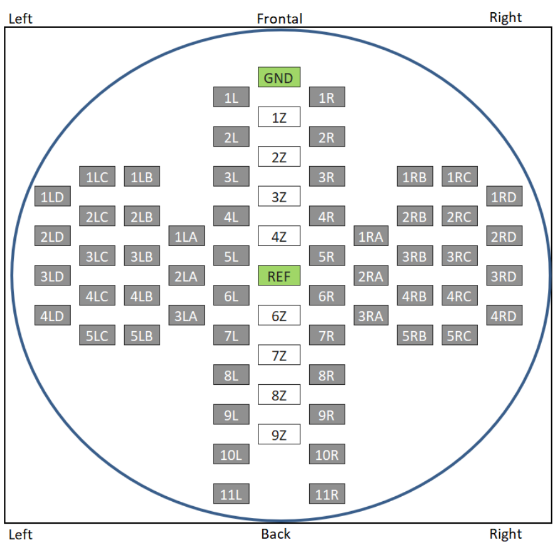 Left Frontal Right
GND
1L 1R
1Z
2L 2R
2Z
1LC 1LB 3L 3R 1RB 1RC
1LD 3Z 1RD
2LC 2LB 4L 4R 2RB 2RC
2LD 1LA 4Z 1RA 2RD
3LC 3LB 5L 5R 3RB 3RC
3LD 2LA REF 2RA 3RD
4LC 4LB 6L 6R 4RB 4RC
4LD 3LA 6Z 3RA 4RD
5LC 5LB 7L 7R 5RB 5RC
7Z
8L 8R
8Z
9L 9R
9Z
10L 10R
11L 11R
Left Back Right